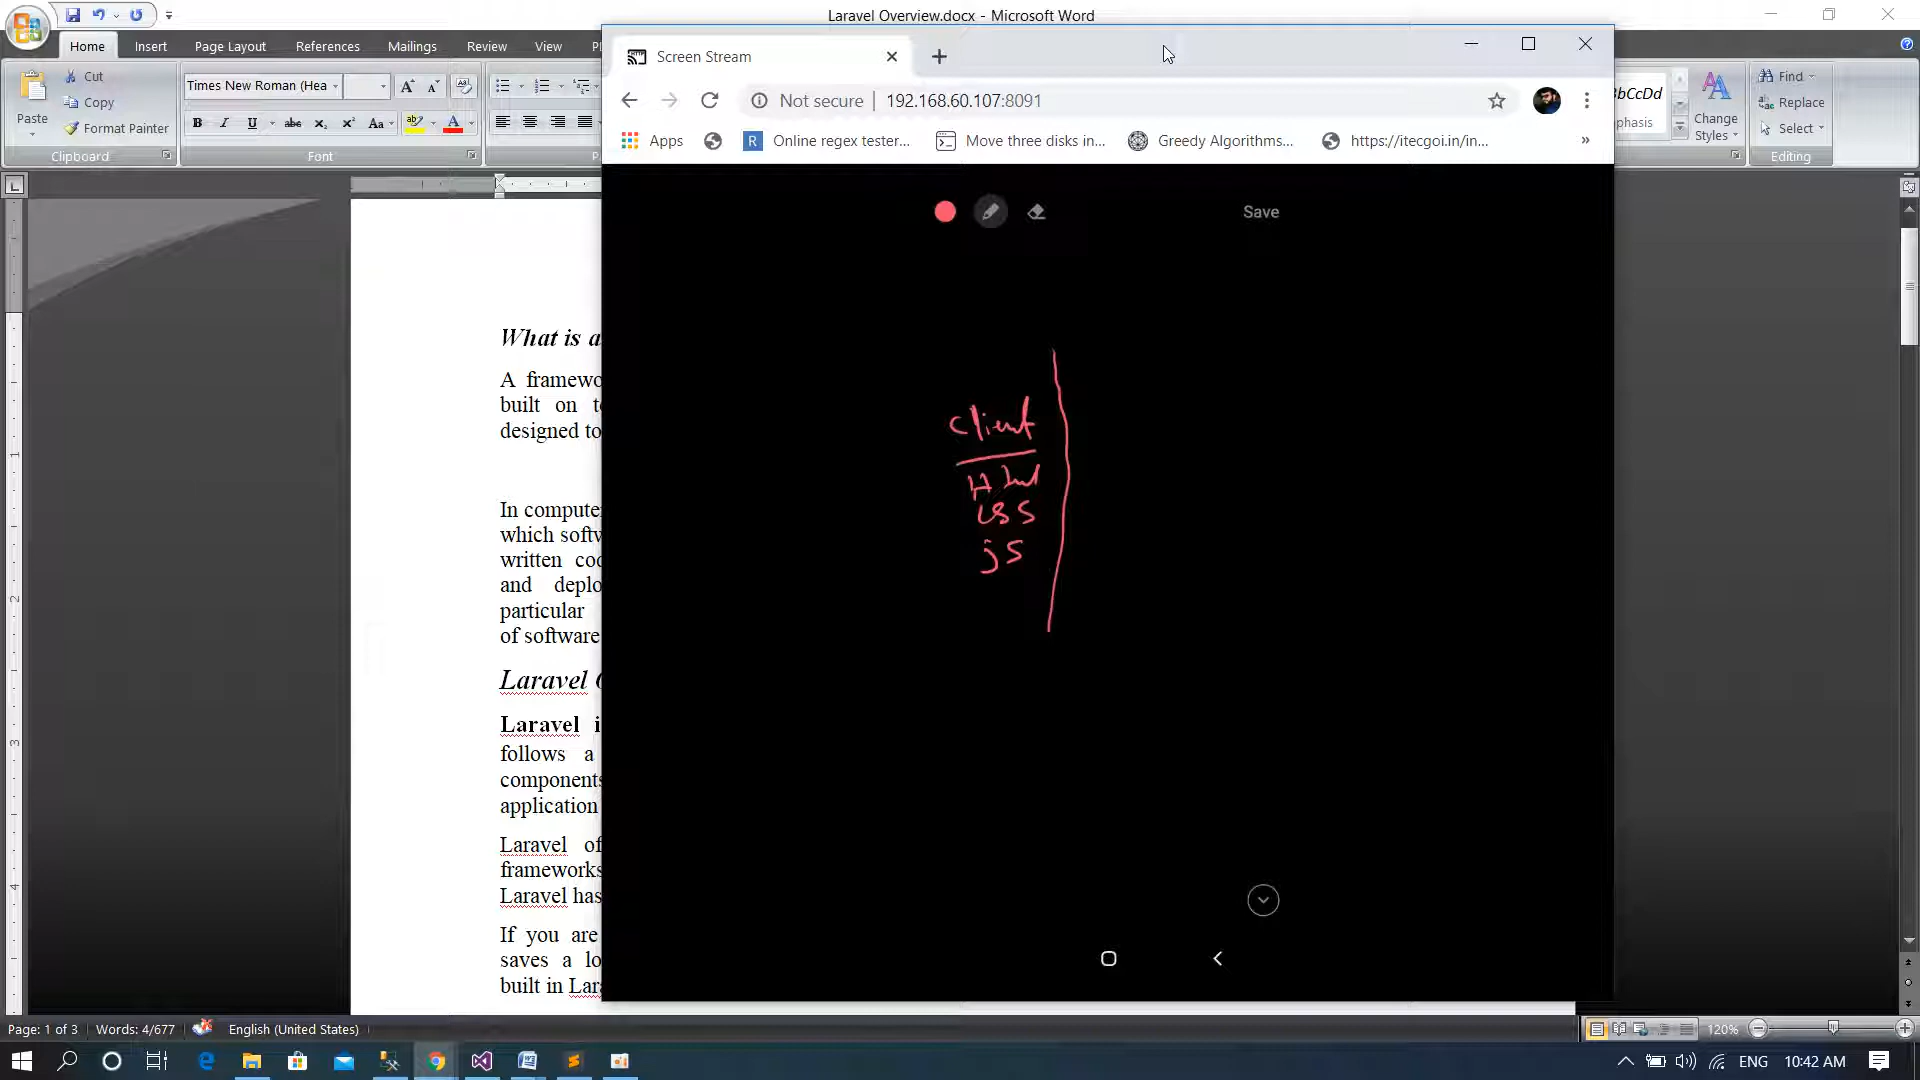 Laravel Overview.docx - Microsoft Word
Home Insert Page Layout References Mailings Review View
Cut
Copy
Format Painter
Paste
Clipboard
Times New Roman (Hea
Font
Screen Stream
Not secure | 192.168.60.107:8091
Apps
Online regex tester...
Move three disks in...
Greedy Algorithms...
https://itecgoi.in/in...
»
bCcDd
phasis
Change
Styles
Find
Replace
Select
Editing
Save
client
Html
css
js
What is a
A framewo
built on t
designed to
In compute
which softw
written cod
and deplo
particular
of software
Laravel
Laravel i
follows a
components
application
Laravel of
frameworks
Laravel has
If you are
saves a lo
built in Lara
Page: 1 of 3 Words: 4/677 English (United States)
120%
ENG 10:42 AM